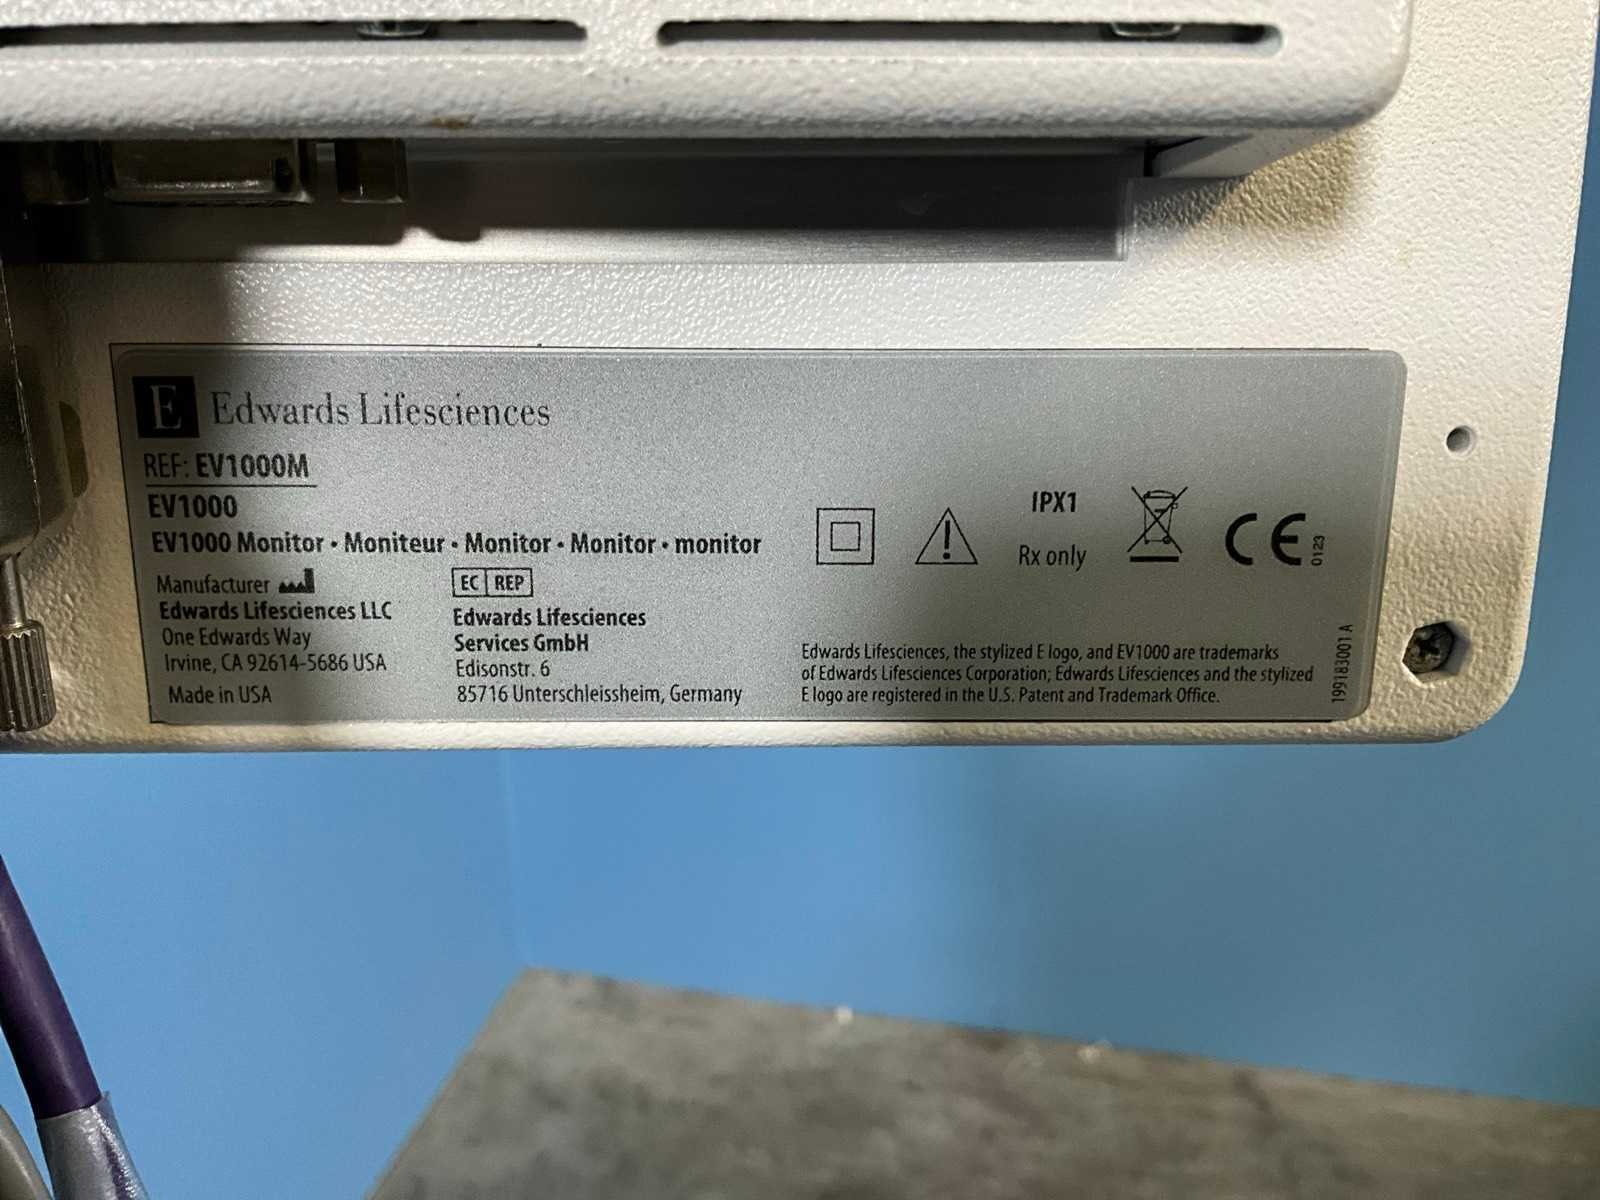 E Edwards Lifesciences
REF: EV1000M
EV1000
EV1000 Monitor • Moniteur • Monitor • Monitor • monitor
Manufacturer
Edwards Lifesciences LLC
One Edwards Way
Irvine, CA 92614-5686 USA
Made in USA
EC REP
Edwards Lifesciences
Services GmbH
Edisonstr. 6
85716 Unterschleissheim, Germany
IPX1
Rx only
CE 0123
Edwards Lifesciences, the stylized E logo, and EV1000 are trademarks
of Edwards Lifesciences Corporation; Edwards Lifesciences and the stylized
E logo are registered in the U.S. Patent and Trademark Office.
199183001 A